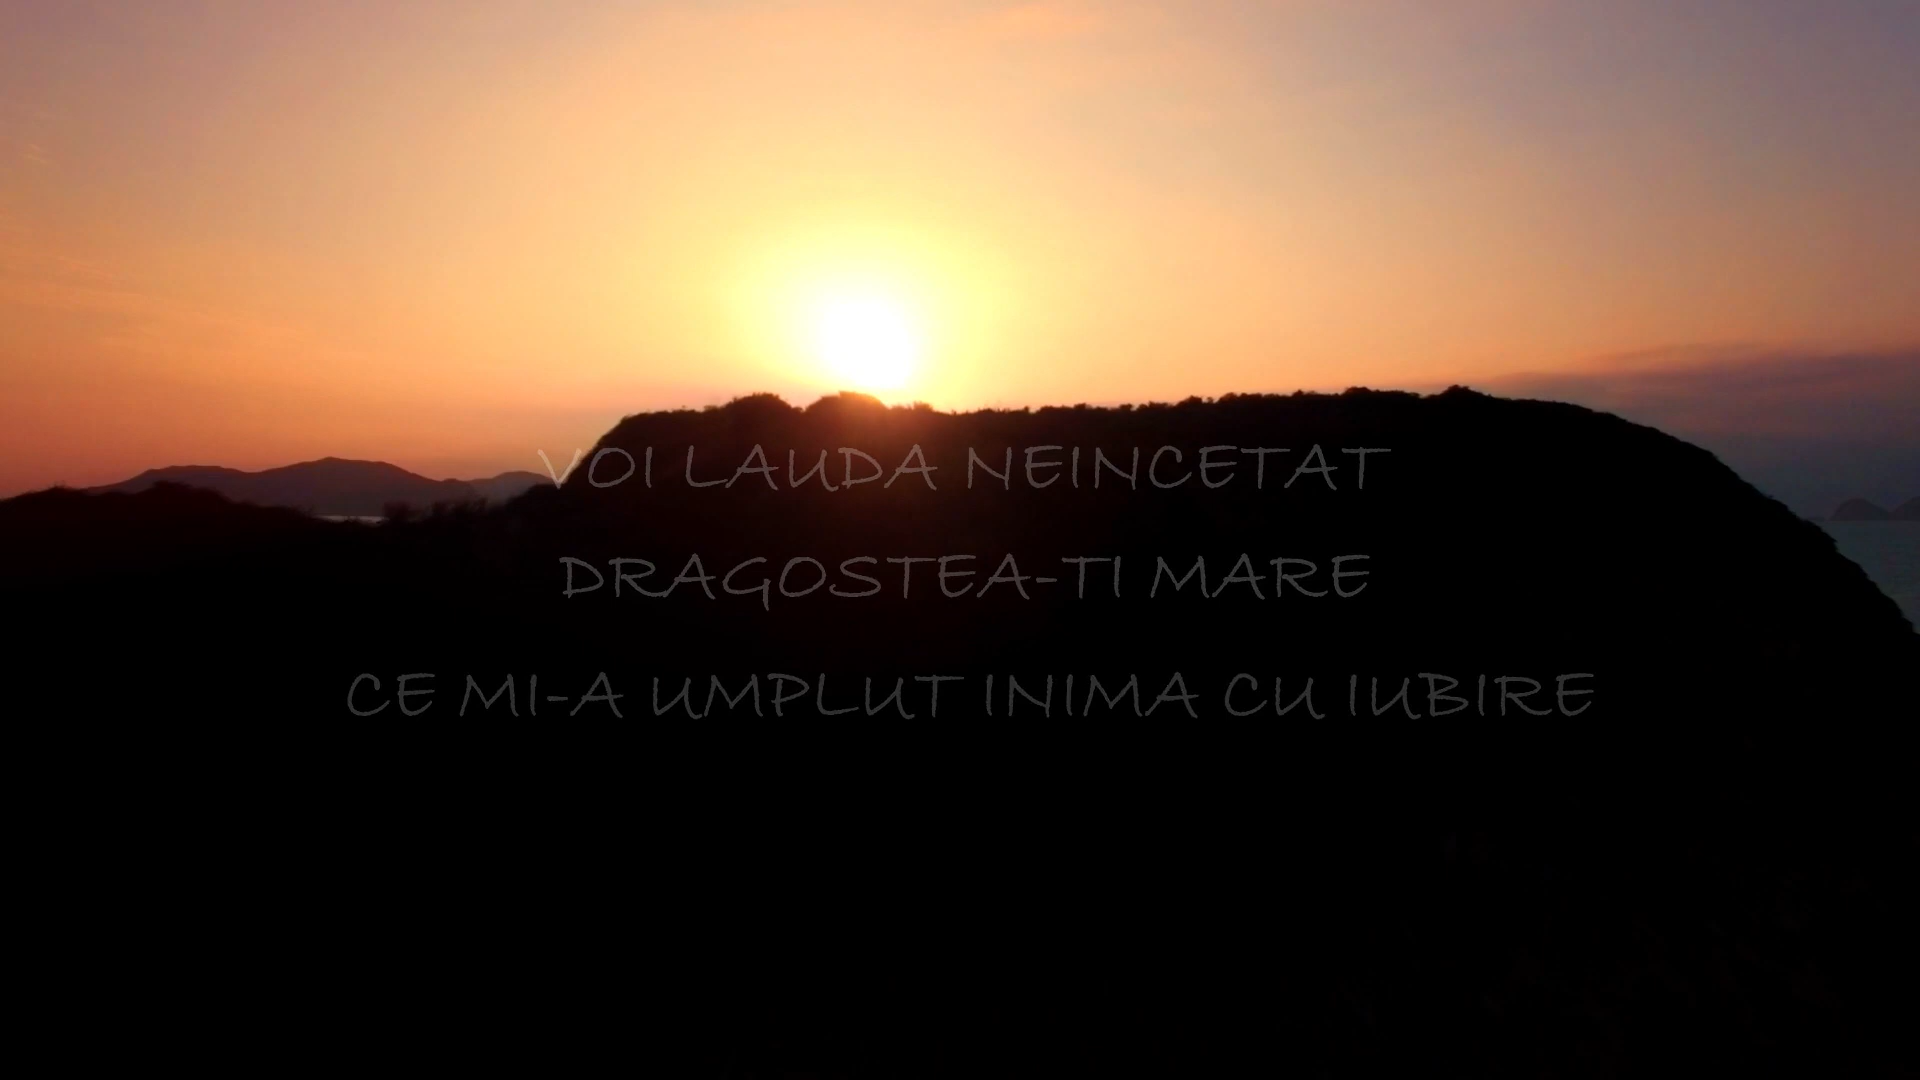 VOI LAUDA NEINCETAT
DRAGOSTEA-TI MARE
CE MI-A UMPLUT INIMA CU IUBIRE